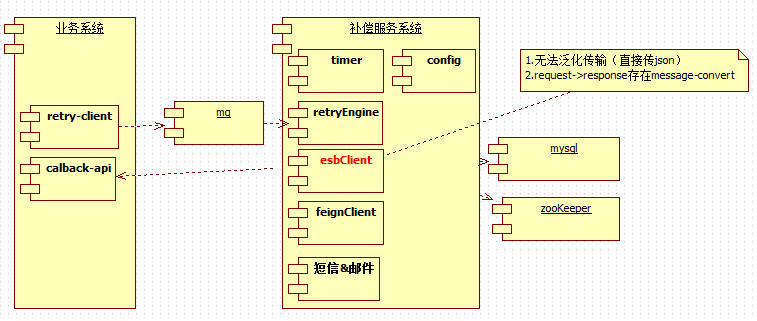 业务系统
retry-client
calback-api
mq
补偿服务系统
timer
config
retryEngine
esbClient
feignClient
短信&邮件
1.无法泛化传输（直接传json）
2.request->response存在message-convert
mysql
zooKeeper